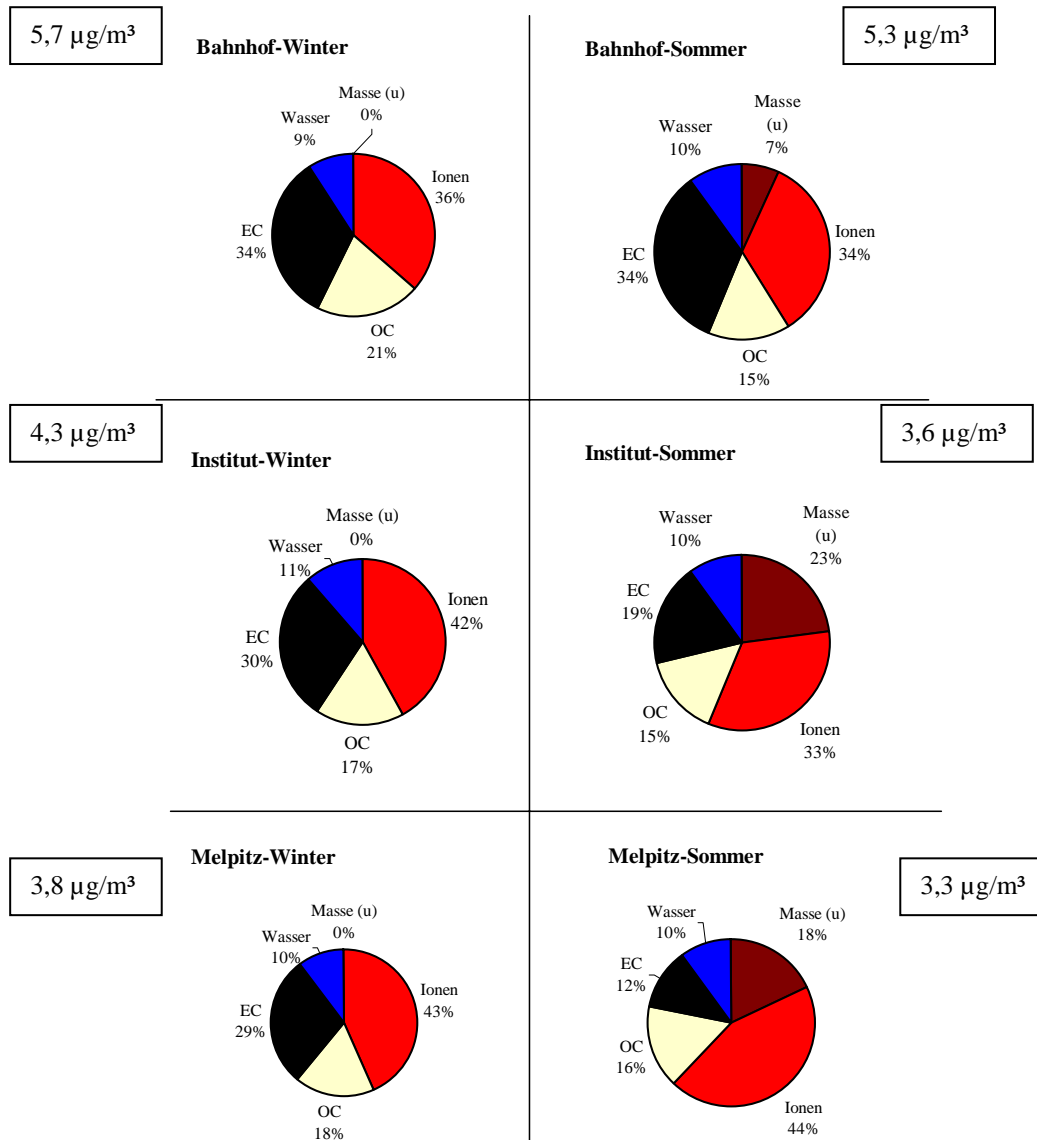 5,7 µg/m³
Bahnhof-Winter
Masse (u)
0%
Wasser
9%
Ionen
36%
EC
34%
OC
21%
5,3 µg/m³
Bahnhof-Sommer
Masse
(u)
7%
Wasser
10%
Ionen
34%
EC
34%
OC
15%
4,3 µg/m³
Institut-Winter
Masse (u)
0%
Wasser
11%
Ionen
42%
EC
30%
OC
17%
3,6 µg/m³
Institut-Sommer
Masse
(u)
23%
Wasser
10%
EC
19%
OC
15%
Ionen
33%
3,8 µg/m³
Melpitz-Winter
Masse (u)
0%
Wasser
10%
Ionen
43%
EC
29%
OC
18%
3,3 µg/m³
Melpitz-Sommer
Masse (u)
18%
Wasser
10%
EC
12%
OC
16%
Ionen
44%